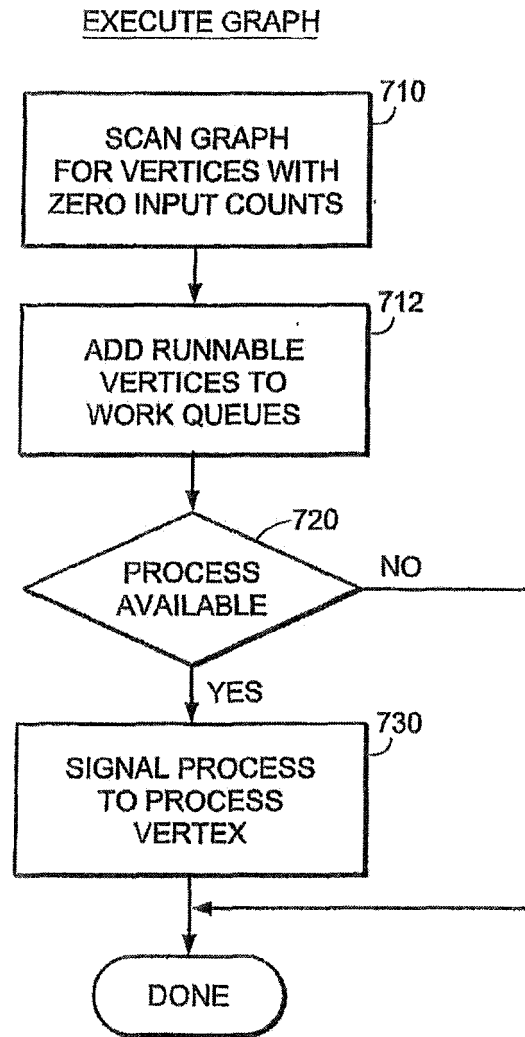 EXECUTE GRAPH
710
SCAN GRAPH
FOR VERTICES WITH
ZERO INPUT COUNTS
712
ADD RUNNABLE
VERTICES TO
WORK QUEUES
720
PROCESS
AVAILABLE
NO
YES
730
SIGNAL PROCESS
TO PROCESS
VERTEX
DONE